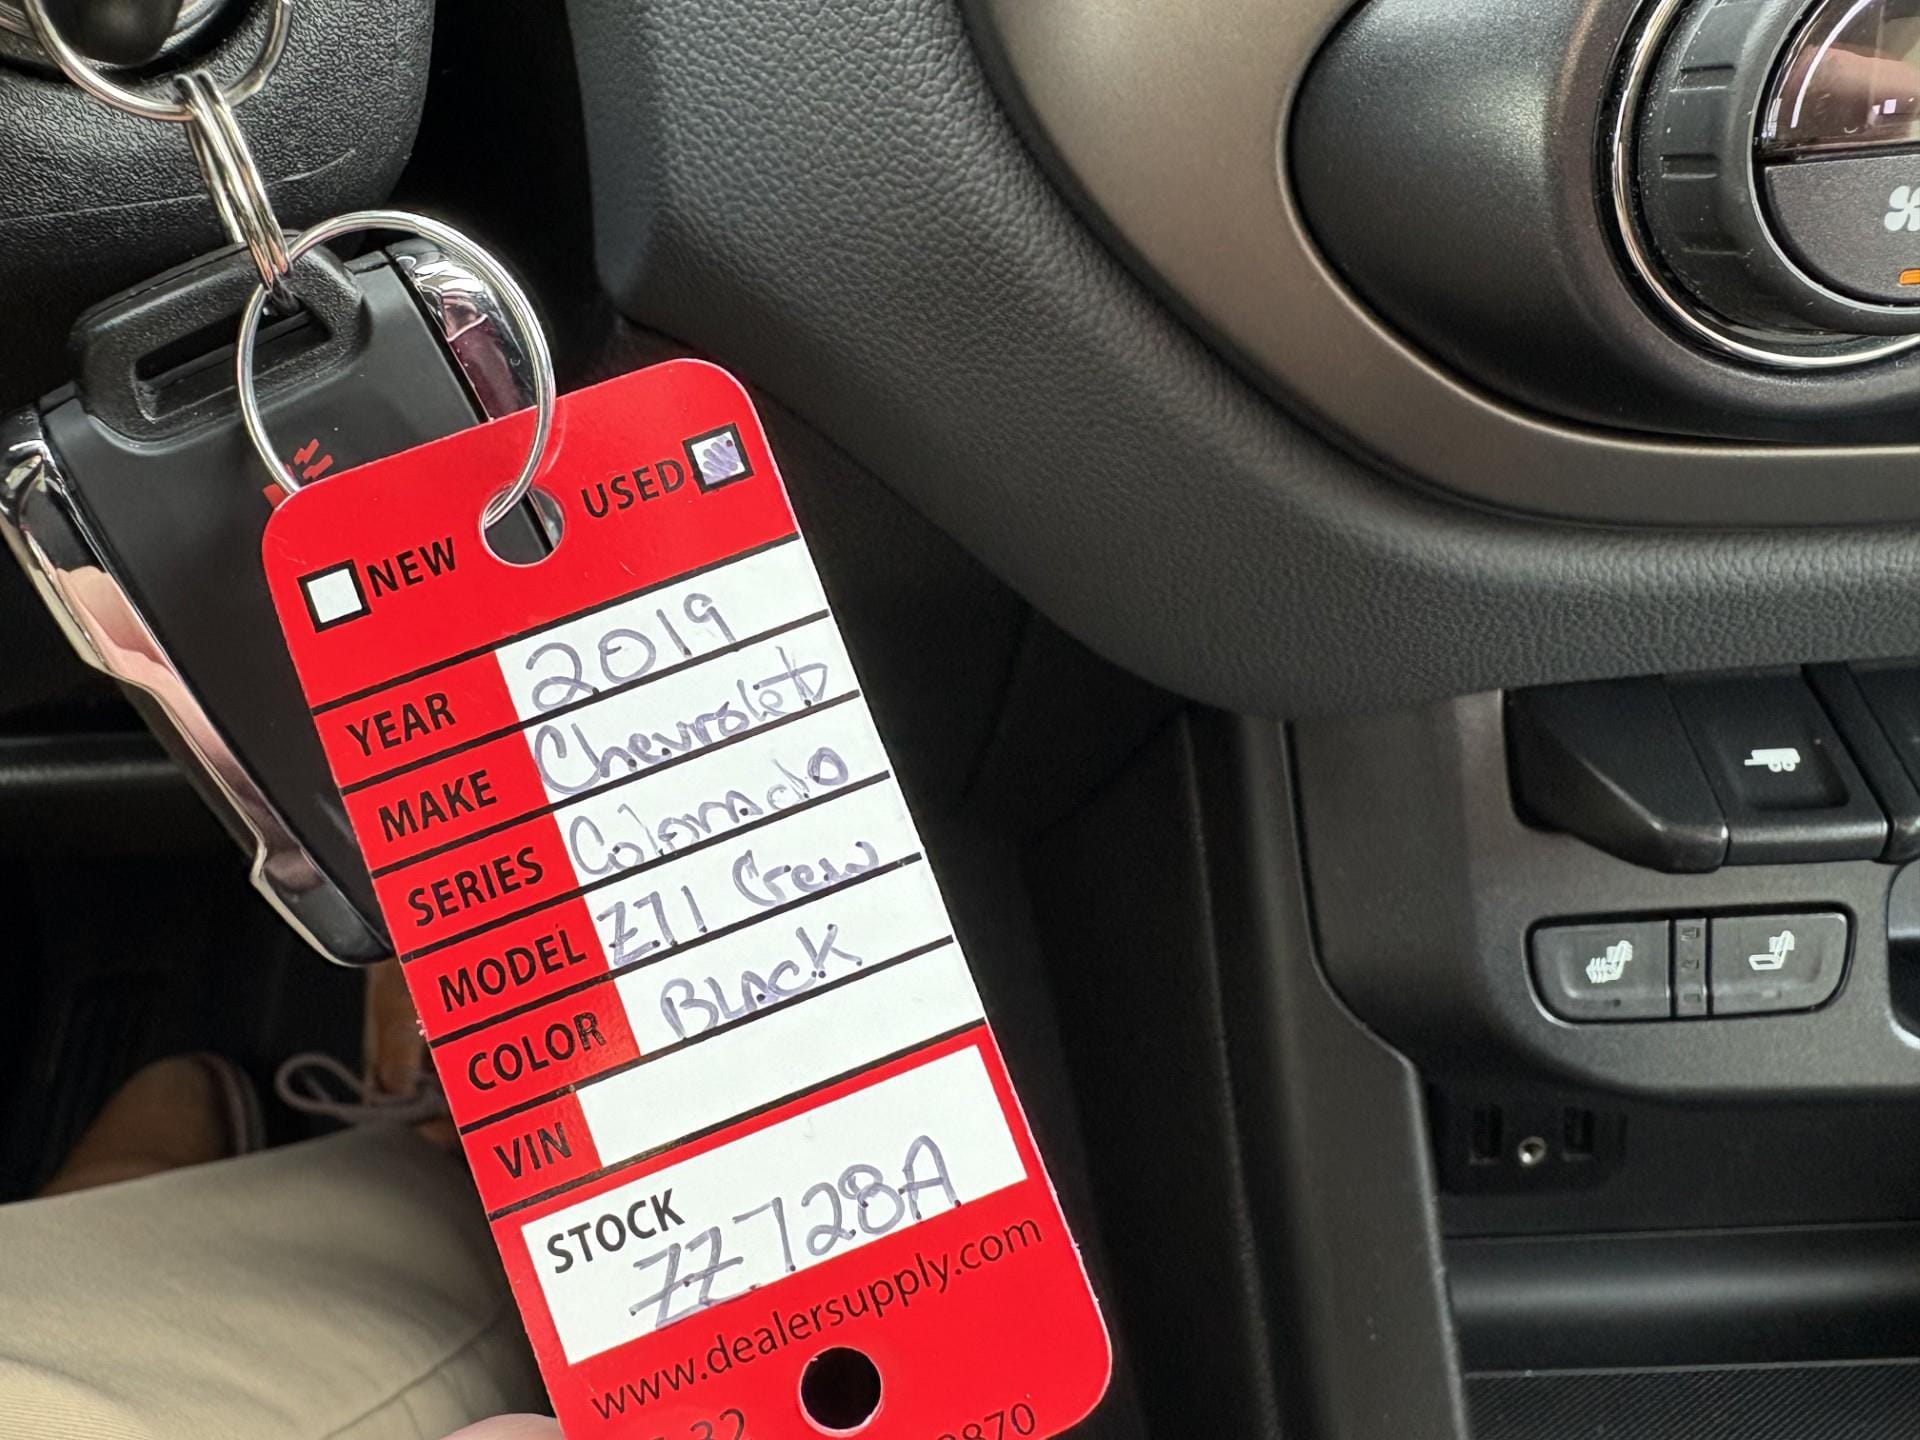 NEW USED
YEAR 2019
MAKE Chevrolet
SERIES Colorado
MODEL Z71 Crew
COLOR Black
VIN
STOCK
ZZ728A
www.dealersupply.com